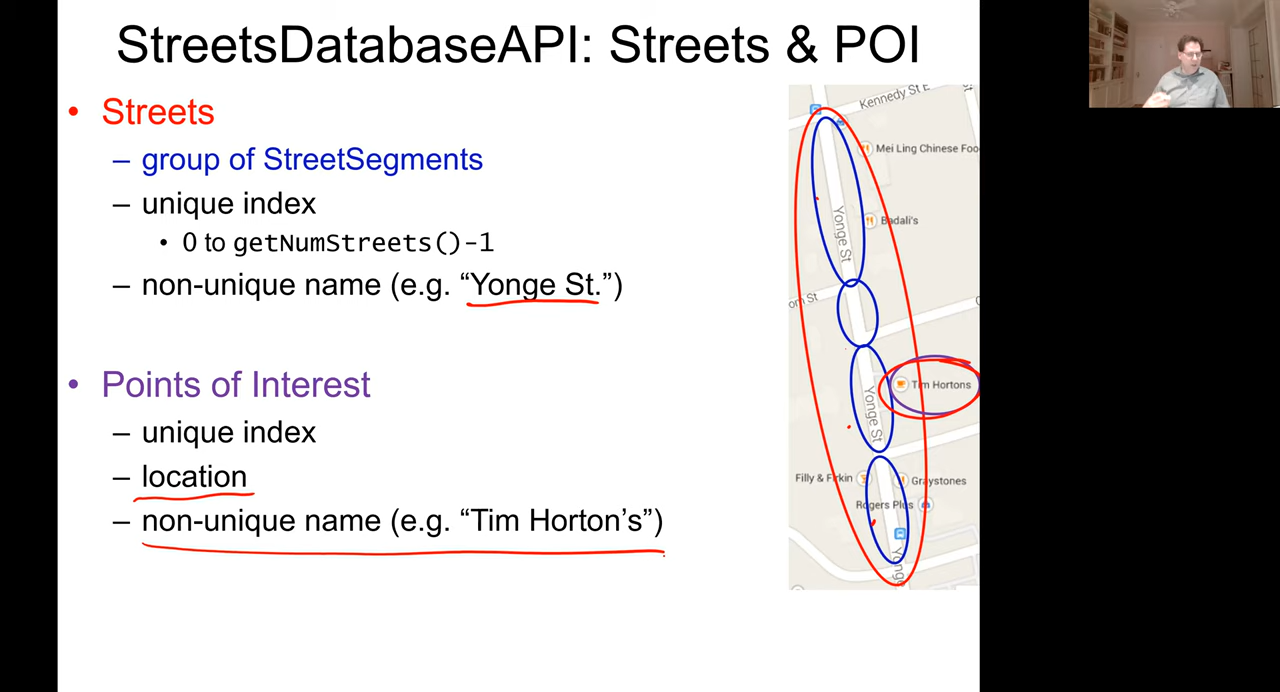 StreetsDatabaseAPI: Streets & POI
• Streets
– group of StreetSegments
– unique index
• 0 to getNumStreets()-1
– non-unique name (e.g. “Yonge St.”)
• Points of Interest
– unique index
– location
– non-unique name (e.g. “Tim Horton’s”)
Kennedy St E
Mei Ling Chinese Foo
Badali's
Yonge St
St
Tim Hortons
Yonge St
Filly & Firkin
Graystones
Rogers Plus
Yonge